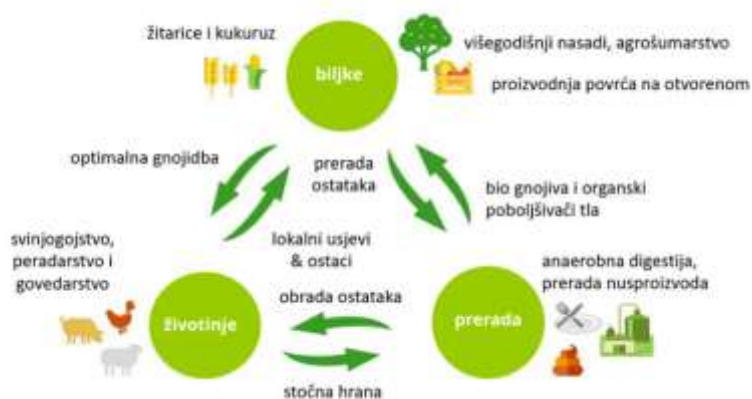 žitarice i kukuruz
biljke
višegodišnji nasadi, agrošumarstvo
proizvodnja povrća na otvorenom
optimalna gnojidba
prerada
ostataka
bio gnojiva i organski
poboljšivači tla
svinjogojstvo,
peradarstvo i
govedarstvo
lokalni usjevi
& ostaci
anaerobna digestija,
prerada nusproizvoda
životinje
obrada ostataka
prerada
stočna hrana